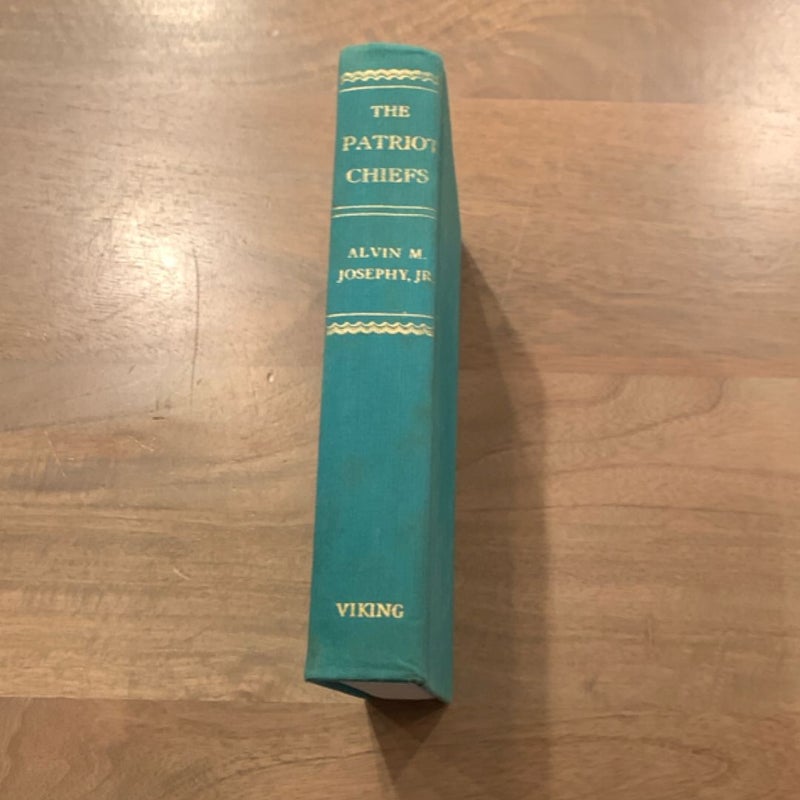 THE
PATRIOT
CHIEFS
ALVIN M.
JOSEPHY, JR.
VIKING